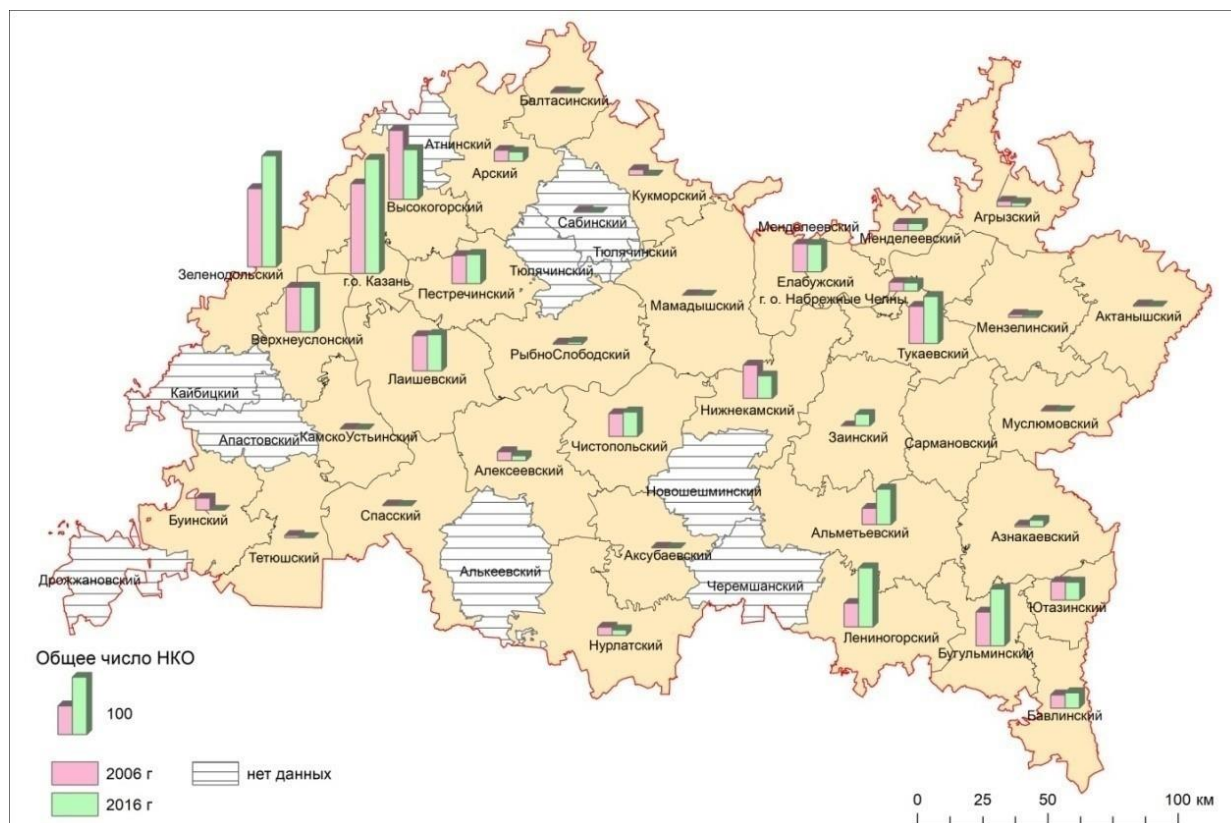 Балтасинский
Атнинский
Арский
Кукморский
Высокогорский
Сабинский
Агрызский
Менделеевский
Менделеевский
Тюлячинский
Тюлячинский
Зеленодольский
г.о. Казань
Пестречинский
Елабужский
г. о. Набрежные Челны
Мамадышский
Актанышский
Мензелинский
Тукаевский
Верхнеуслонский
РыбноСлободский
Лаишевский
Кайбицкий
Нижнекамский
Заинский
Муслюмовский
Апастовский
КамскоУстьинский
Чистопольский
Сармановский
Алексеевский
Новошешминский
Буинский
Спасский
Альметьевский
Азнакаевский
Тетюшский
Аксубаевский
Дрожжановский
Алькеевский
Черемшанский
Ютазинский
Лениногорский
Нурлатский
Бугульминский
Бавлинский
Общее число НКО
100
2006 г
нет данных
2016 г
0 25 50 100 км